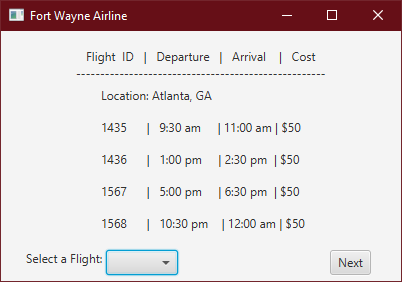 Fort Wayne Airline
Flight ID | Departure | Arrival | Cost
--------------------------------------------------
Location: Atlanta, GA
1435 | 9:30 am | 11:00 am | $50
1436 | 1:00 pm | 2:30 pm | $50
1567 | 5:00 pm | 6:30 pm | $50
1568 | 10:30 pm | 12:00 am | $50
Select a Flight:
Next